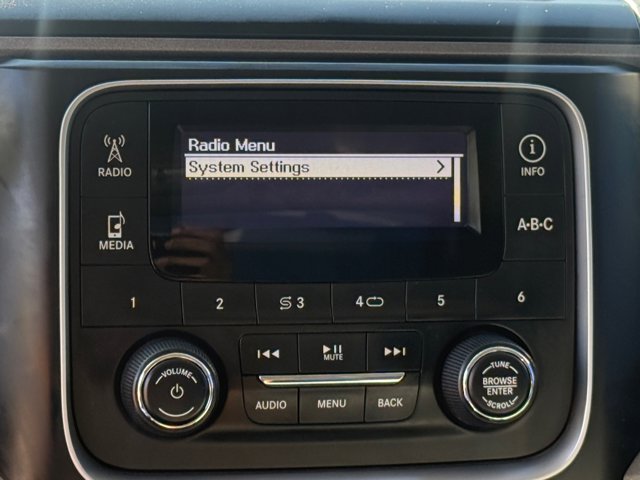 Radio Menu
System Settings
RADIO
INFO
MEDIA
A·B·C
1
2
3
4
5
6
VOLUME
MUTE
TUNE
BROWSE
ENTER
SCROLL
AUDIO
MENU
BACK